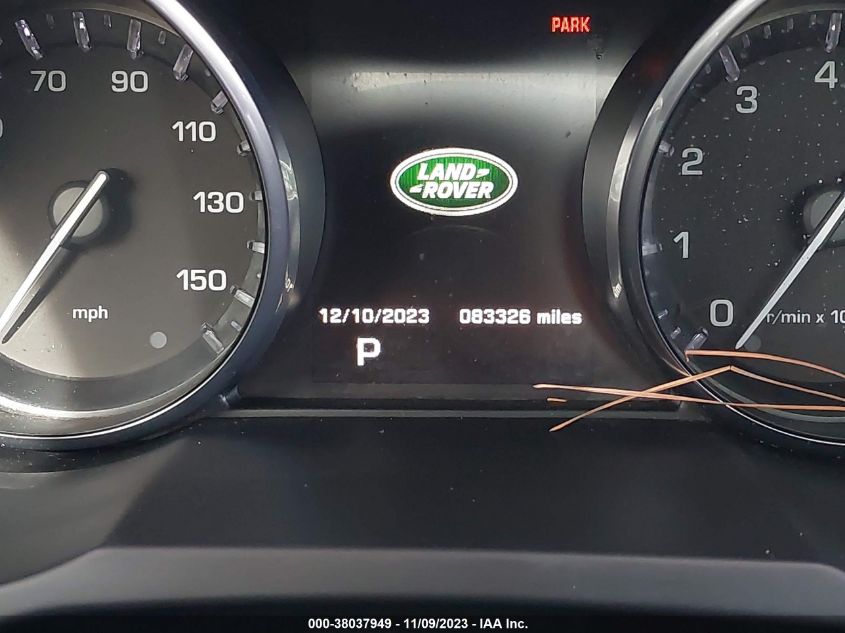 PARK
70 90 110 130 150
mph
LAND
ROVER
12/10/2023 083326 miles
P
4
3
2
1
0
r/min x 10
000-38037949 - 11/09/2023 - IAA Inc.